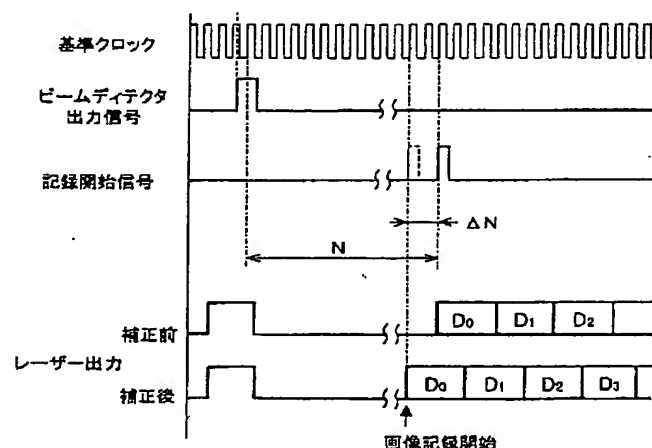 基準クロック
ビームディテクタ
出力信号
記録開始信号
ΔN
N
補正前
D0 D1 D2
レーザー出力
補正後
D0 D1 D2 D3
画像記録開始